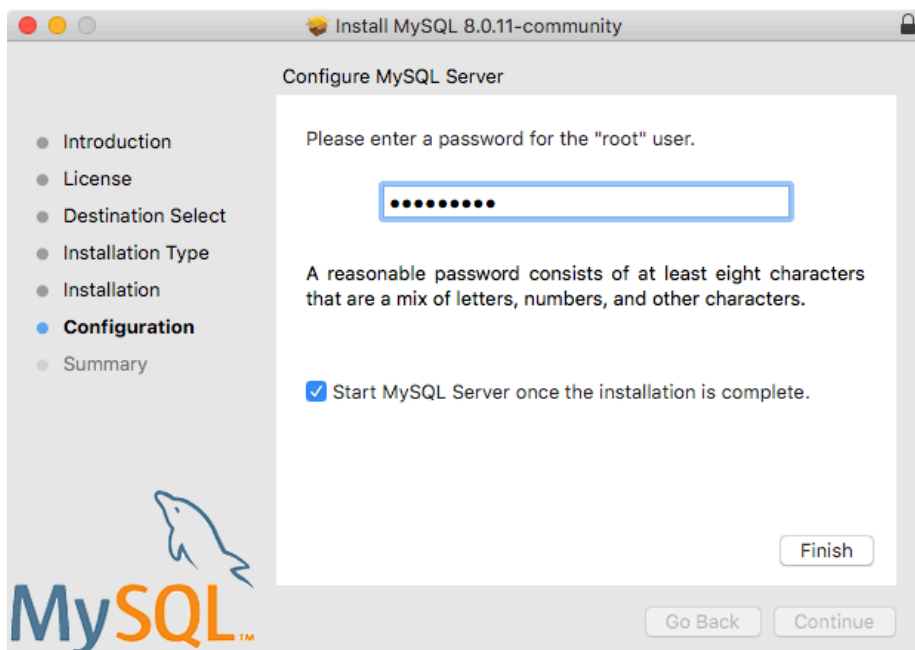 Install MySQL 8.0.11-community
Configure MySQL Server
Introduction
License
Destination Select
Installation Type
Installation
Configuration
Summary
Please enter a password for the "root" user.
•••••••••
A reasonable password consists of at least eight characters
that are a mix of letters, numbers, and other characters.
Start MySQL Server once the installation is complete.
Finish
MySQL™
Go Back
Continue